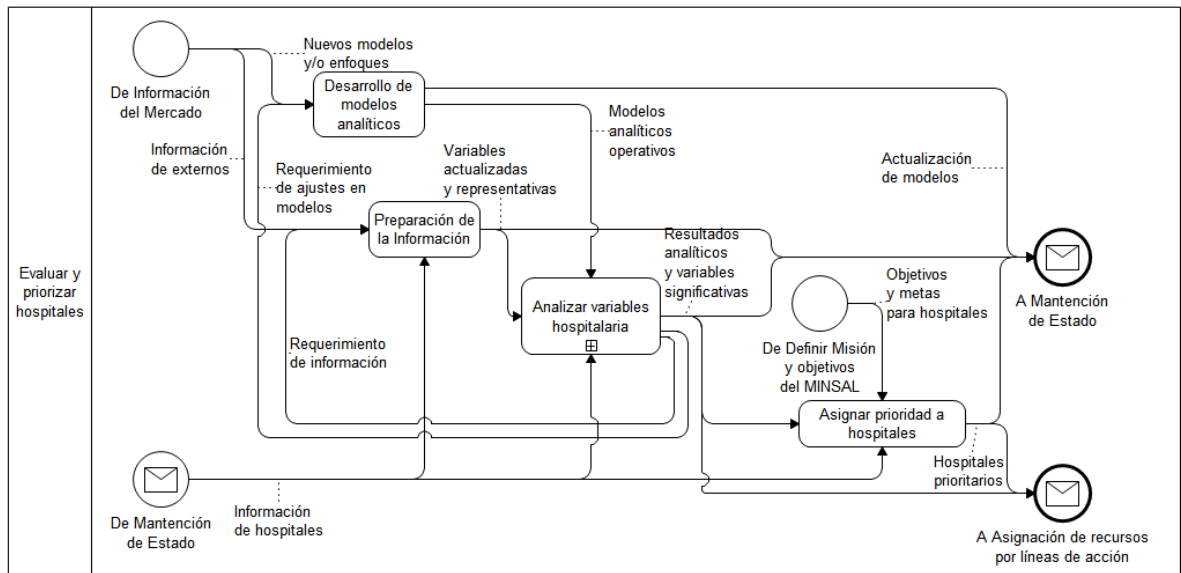 Evaluar y
priorizar
hospitales
De Información
del Mercado
Nuevos modelos
y/o enfoques
Desarrollo de
modelos
analíticos
Información
de externos
Requerimiento
de ajustes en
modelos
Variables
actualizadas
y representativas
Modelos
analíticos
operativos
Actualización
de modelos
Preparación de
la Información
Resultados
analíticos
y variables
significativas
Analizar variables
hospitalaria
Objetivos
y metas
para hospitales
A Mantención
de Estado
Requerimiento
de información
De Definir Misión
y objetivos
del MINSAL
Asignar prioridad a
hospitales
Hospitales
prioritarios
De Mantención
de Estado
Información
de hospitales
A Asignación de recursos
por líneas de acción